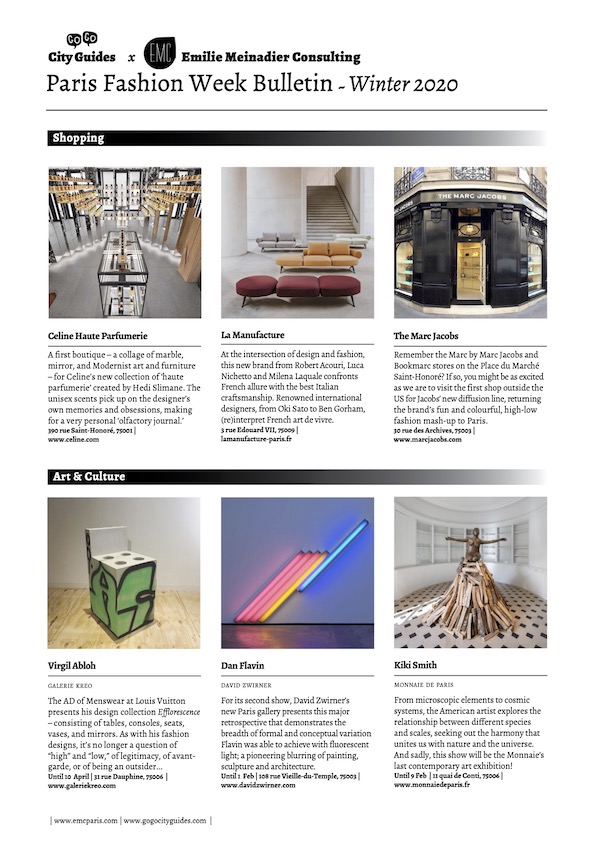 GO GO
City Guides x EMC Emilie Meinadier Consulting
Paris Fashion Week Bulletin - Winter 2020
Shopping
THE MARC JACOBS
Celine Haute Parfumerie
A first boutique – a collage of marble,
mirror, and Modernist art and furniture
– for Celine's new collection of 'haute
parfumerie' created by Hedi Slimane. The
unisex scents pick up on the designer's
own memories and obsessions, making
for a very personal 'olfactory journal.'
390 rue Saint-Honoré, 75001 |
www.celine.com
La Manufacture
At the intersection of design and fashion,
this new brand from Robert Acouri, Luca
Nichetto and Milena Laquale confronts
French allure with the best Italian
craftsmanship. Renowned international
designers, from Oki Sato to Ben Gorham,
(re)interpret French art de vivre.
3 rue Edouard VII, 75009 |
lamanufacture-paris.fr
The Marc Jacobs
Remember the Marc by Marc Jacobs and
Bookmarc stores on the Place du Marché
Saint-Honoré? If so, you might be as excited
as we are to visit the first shop outside the
US for Jacobs' new diffusion line, returning
the brand's fun and colourful, high-low
fashion mash-up to Paris.
30 rue des Archives, 75003 |
www.marcjacobs.com
Art & Culture
Virgil Abloh
GALERIE KREO
The AD of Menswear at Louis Vuitton
presents his design collection Efflorescence
– consisting of tables, consoles, seats,
vases, and mirrors. As with his fashion
designs, it's no longer a question of
"high" and "low," of legitimacy, of avant-
garde, or of being an outsider...
Until 10 April | 31 rue Dauphine, 75006 |
www.galeriekreo.com
Dan Flavin
DAVID ZWIRNER
For its second show, David Zwirner's
new Paris gallery presents this major
retrospective that demonstrates the
breadth of formal and conceptual variation
Flavin was able to achieve with fluorescent
light; a pioneering blurring of painting,
sculpture and architecture.
Until 1 Feb | 108 rue Vieille-du-Temple, 75003 |
www.davidzwirner.com
Kiki Smith
MONNAIE DE PARIS
From microscopic elements to cosmic
systems, the American artist explores the
relationship between different species
and scales, seeking out the harmony that
unites us with nature and the universe.
And sadly, this show will be the Monnaie's
last contemporary art exhibition!
Until 9 Feb | 11 quai de Conti, 75006 |
www.monnaiedeparis.fr
| www.emcparis.com | www.gogocityguides.com |